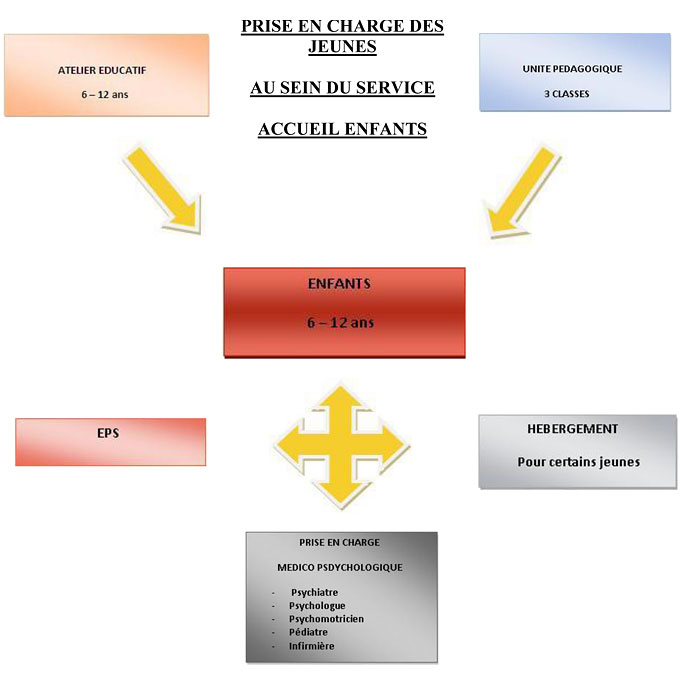 PRISE EN CHARGE DES
JEUNES
AU SEIN DU SERVICE
ACCUEIL ENFANTS
ATELIER EDUCATIF
6 – 12 ans
UNITE PEDAGOGIQUE
3 CLASSES
ENFANTS
6 – 12 ans
EPS
HEBERGEMENT
Pour certains jeunes
PRISE EN CHARGE
MEDICO PSDYCHOLOGIQUE
- Psychiatre
- Psychologue
- Psychomotricien
- Pédiatre
- Infirmière